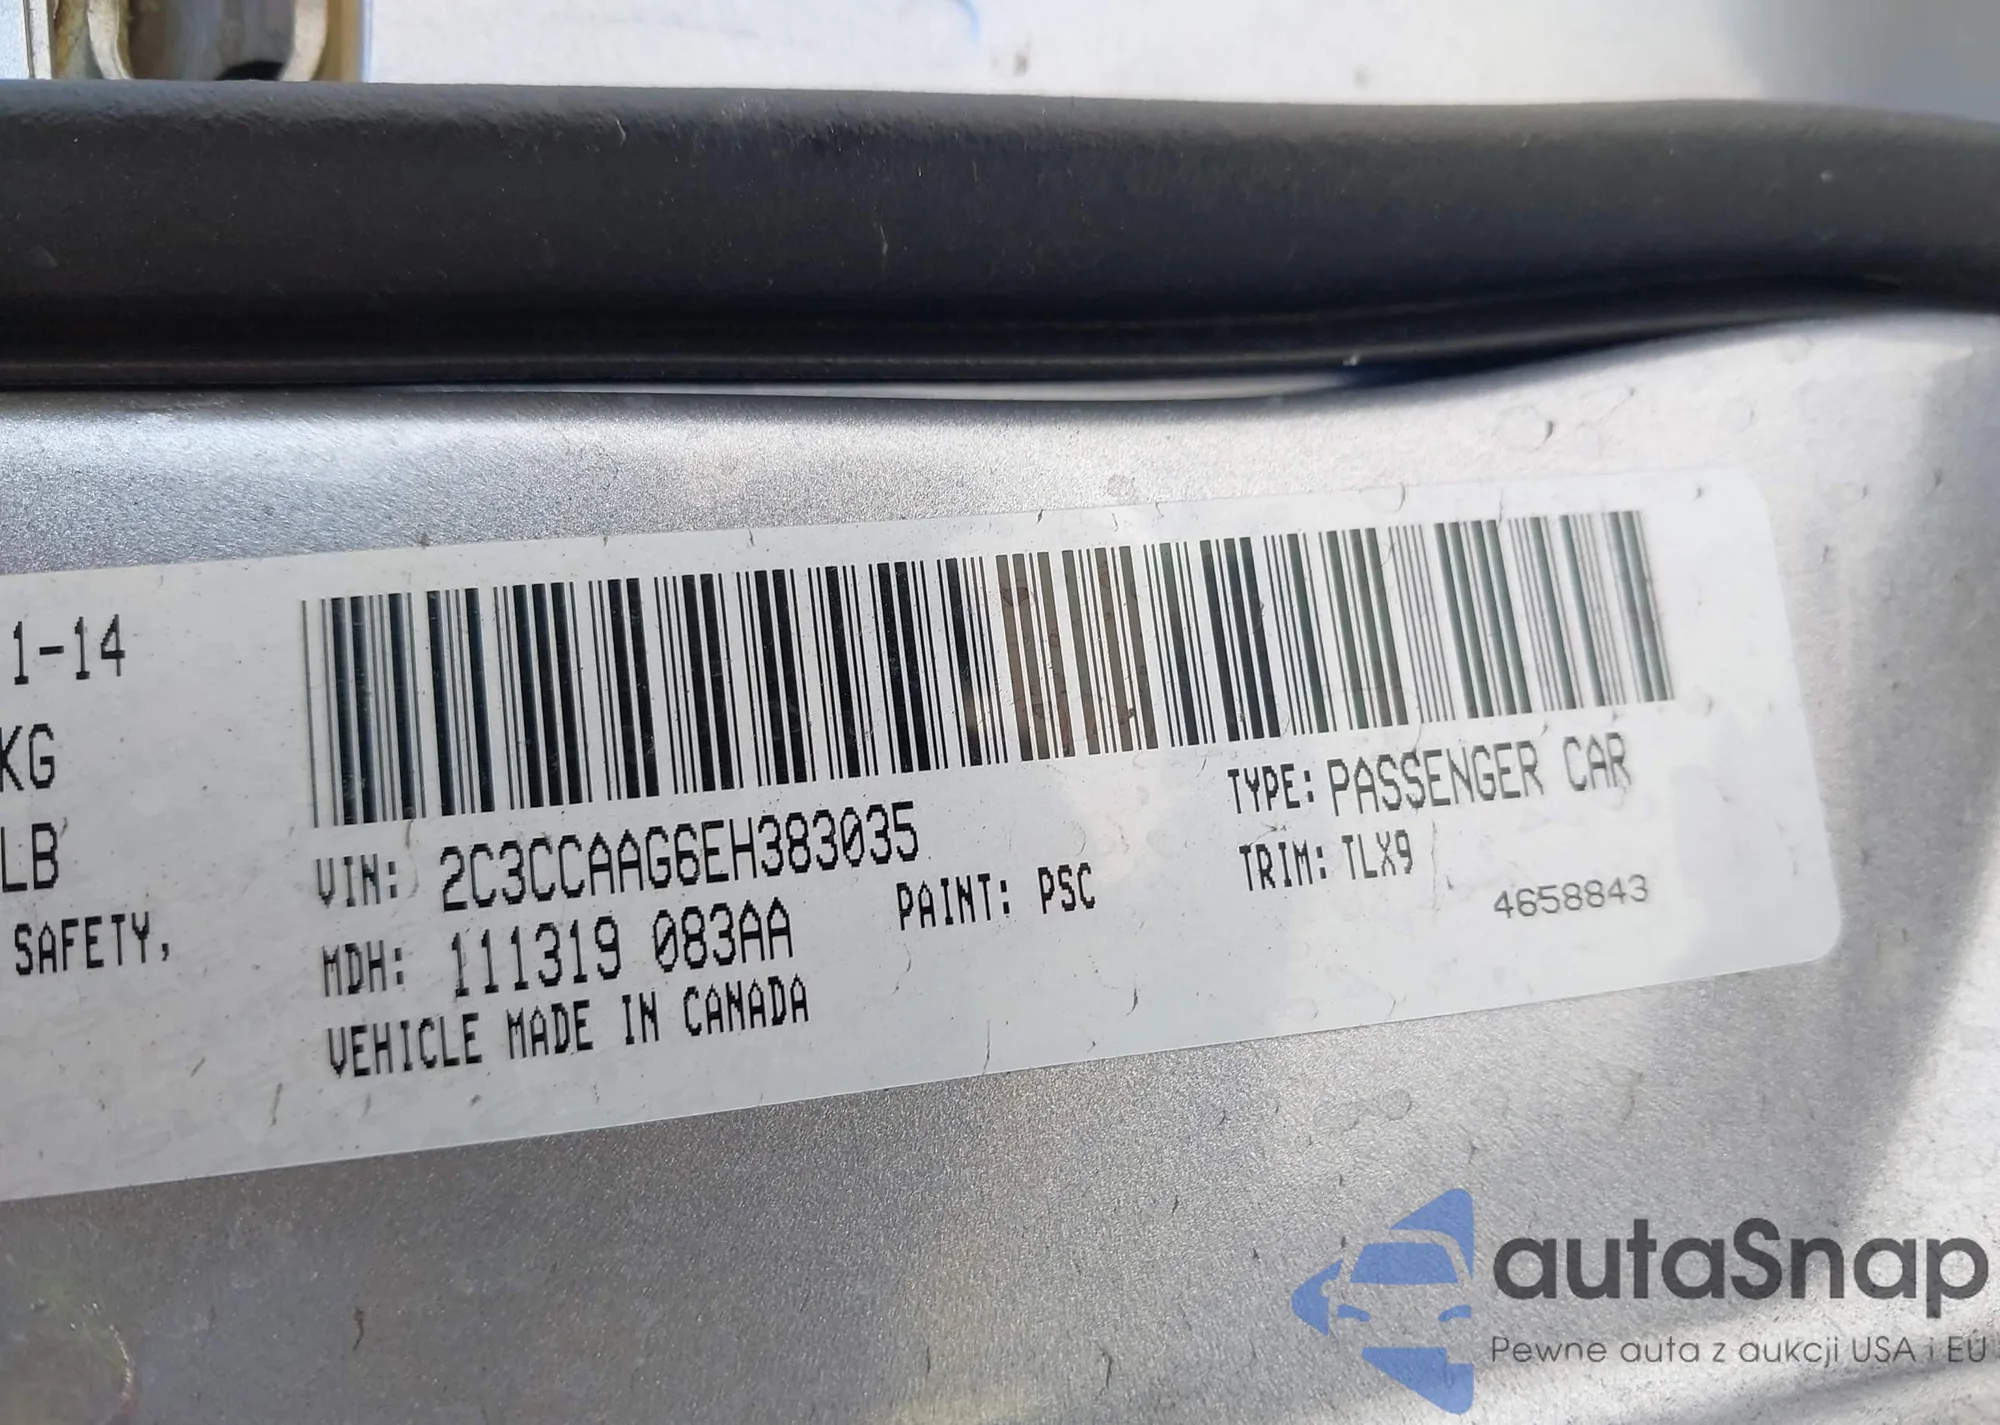 1-14
KG
LB
SAFETY,
VIN: 2C3CCAAG6EH383035
TYPE: PASSENGER CAR
MDH: 111319 083AA
PAINT: PSC
TRIM: TLX9
4658843
VEHICLE MADE IN CANADA
autaSnap
Pewne auta z aukcji USA i EU